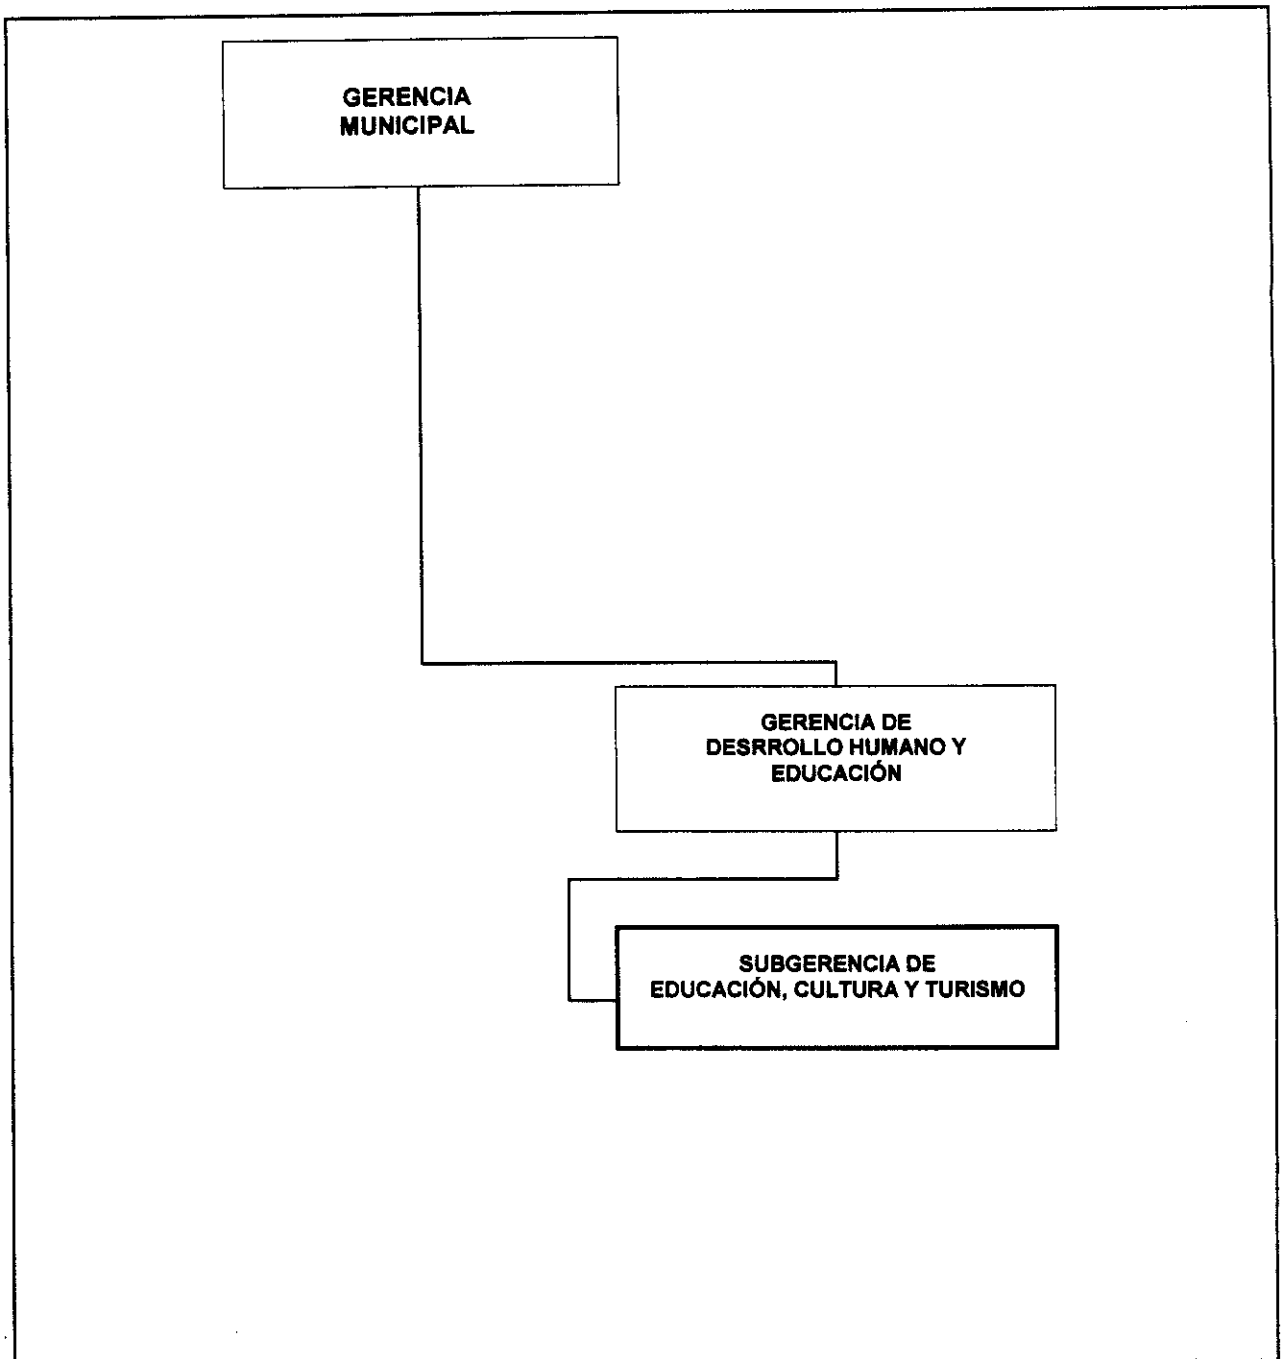 GERENCIA
MUNICIPAL
GERENCIA DE
DESRROLLO HUMANO Y
EDUCACIÓN
SUBGERENCIA DE
EDUCACIÓN, CULTURA Y TURISMO